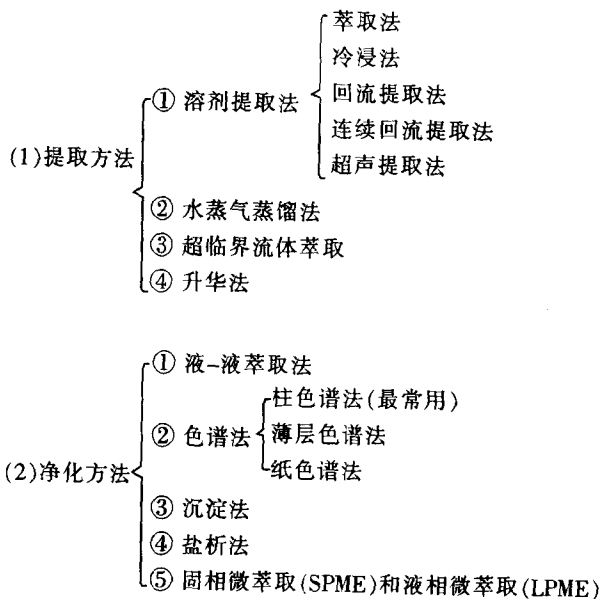 萃取法
冷浸法
① 溶剂提取法
回流提取法
连续回流提取法
(1)提取方法
超声提取法
② 水蒸气蒸馏法
③ 超临界流体萃取
④ 升华法
① 液-液萃取法
柱色谱法(最常用)
② 色谱法
薄层色谱法
(2)净化方法
纸色谱法
③ 沉淀法
④ 盐析法
⑤ 固相微萃取(SPME)和液相微萃取(LPME)